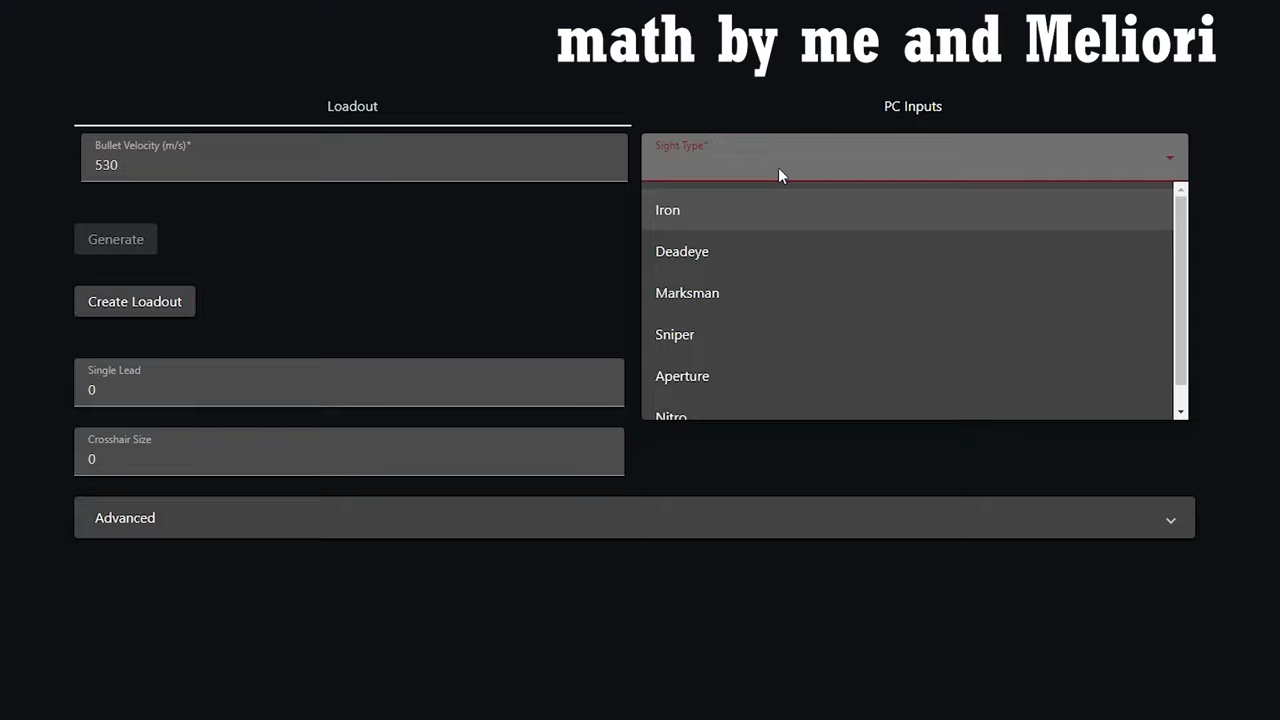 math by me and Meliori
Loadout
PC Inputs
Bullet Velocity (m/s)*
530
Sight Type*
Iron
Deadeye
Marksman
Sniper
Aperture
Nitro
Generate
Create Loadout
Single Lead
0
Crosshair Size
0
Advanced